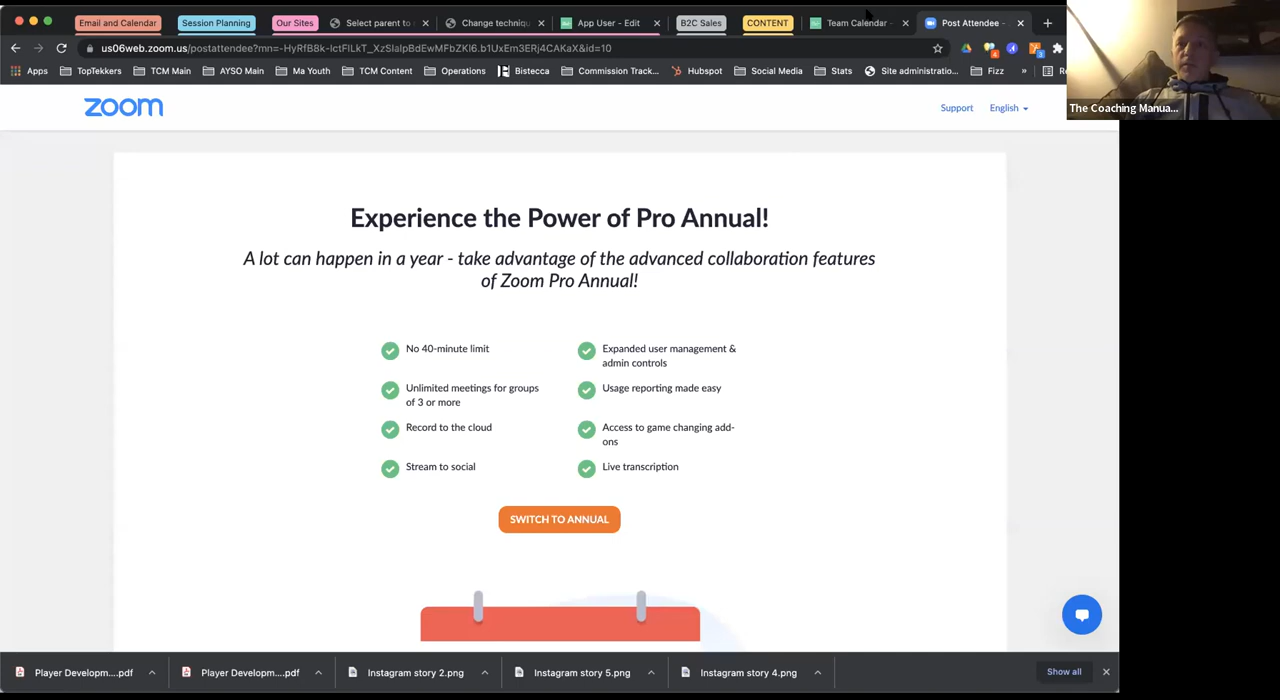 Email and Calendar
Session Planning
Our Sites
Select parent to
Change techniqu
App User - Edit
B2C Sales
CONTENT
Team Calendar -
Post Attendee -
us06web.zoom.us/postattendee?mn=-HyRfB8k-lctFlLkT_XzSIalpBdEwMFbZKl6.b1UxEm3ERj4CAKaX&id=10
Apps
TopTekkers
TCM Main
AYSO Main
Ma Youth
TCM Content
Operations
Bistecca
Commission Track...
Hubspot
Social Media
Stats
Site administratio...
Fizz
»
The Coaching Manua...
zoom
Support
English
Experience the Power of Pro Annual!
A lot can happen in a year - take advantage of the advanced collaboration features
of Zoom Pro Annual!
No 40-minute limit
Unlimited meetings for groups
of 3 or more
Record to the cloud
Stream to social
Expanded user management &
admin controls
Usage reporting made easy
Access to game changing add-
ons
Live transcription
SWITCH TO ANNUAL
Player Developm....pdf
Player Developm....pdf
Instagram story 2.png
Instagram story 5.png
Instagram story 4.png
Show all